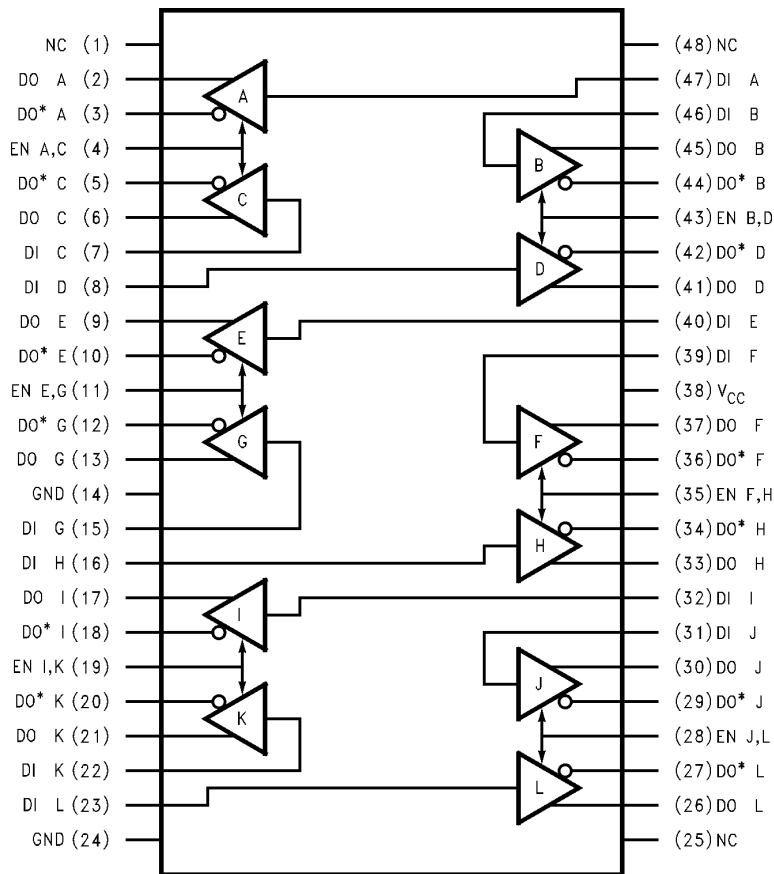 NC (1)
DO A (2)
DO* A (3)
EN A,C (4)
DO* C (5)
DO C (6)
DI C (7)
DI D (8)
DO E (9)
DO* E (10)
EN E,G (11)
DO* G (12)
DO G (13)
GND (14)
DI G (15)
DI H (16)
DO I (17)
DO* I (18)
EN I,K (19)
DO* K (20)
DO K (21)
DI K (22)
DI L (23)
GND (24)
A
C
E
G
I
K
B
D
F
H
J
L
(48) NC
(47) DI A
(46) DI B
(45) DO B
(44) DO* B
(43) EN B,D
(42) DO* D
(41) DO D
(40) DI E
(39) DI F
(38) VCC
(37) DO F
(36) DO* F
(35) EN F,H
(34) DO* H
(33) DO H
(32) DI I
(31) DI J
(30) DO J
(29) DO* J
(28) EN J,L
(27) DO* L
(26) DO L
(25) NC